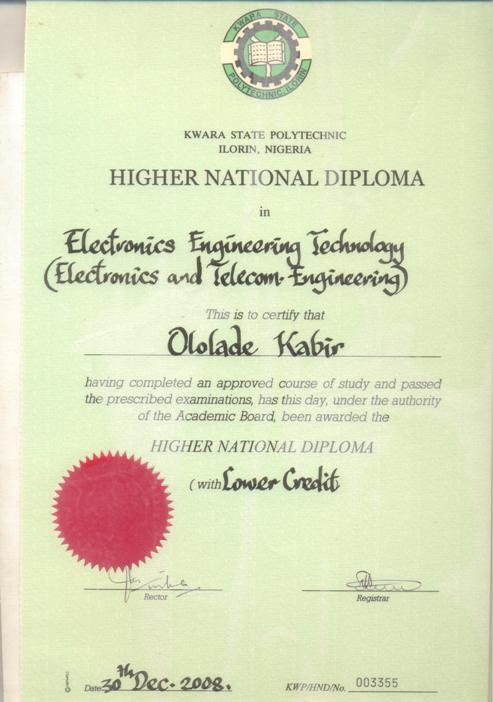 KWARA STATE
POLYTECHNIC ILORIN
KWARA STATE POLYTECHNIC
ILORIN, NIGERIA
HIGHER NATIONAL DIPLOMA
in
Electronics Engineering Technology
(Electronics and Telecom. Engineering)
This is to certify that
Ololade Kabir
having completed an approved course of study and passed
the prescribed examinations, has this day, under the authority
of the Academic Board, been awarded the
HIGHER NATIONAL DIPLOMA
(with Lower Credit
Rector
Registrar
Date: 30th Dec. 2008.
KWP/HND/No. 003355